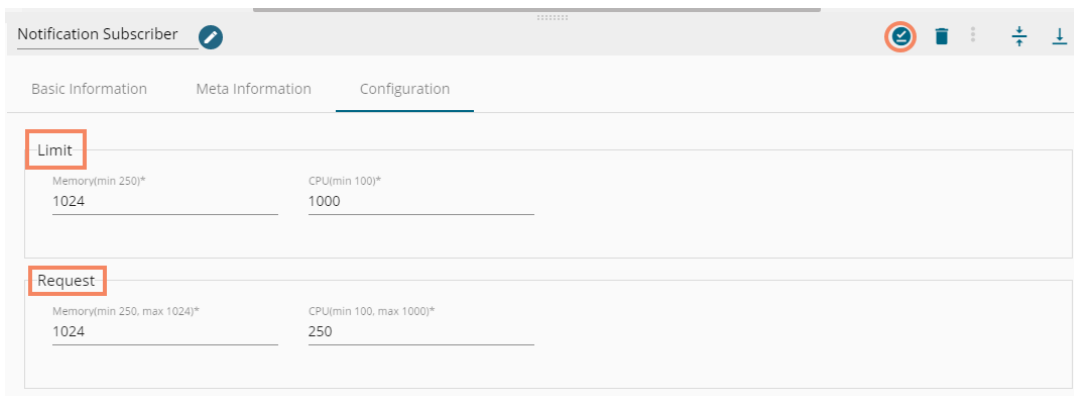 Notification Subscriber
Basic Information Meta Information Configuration
Limit
Memory(min 250)* CPU(min 100)*
1024 1000
Request
Memory(min 250, max 1024)* CPU(min 100, max 1000)*
1024 250